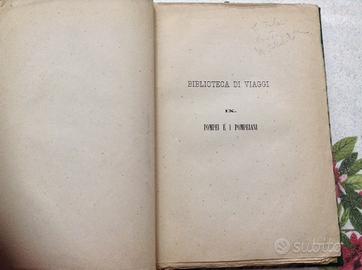 BIBLIOTECA DI VIAGGI
IX.
POMPEI E I POMPEIANI
subito